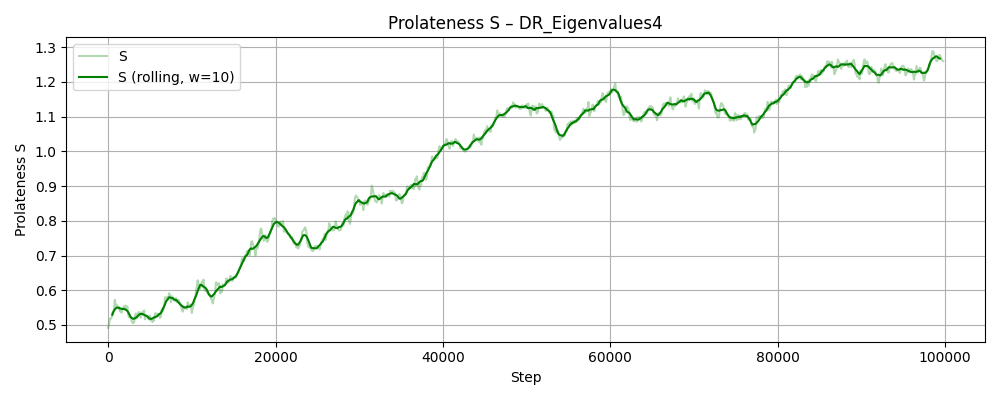 Prolateness S – DR_Eigenvalues4
S
S (rolling, w=10)
Prolateness S
1.3
1.2
1.1
1.0
0.9
0.8
0.7
0.6
0.5
0 20000 40000 60000 80000 100000
Step